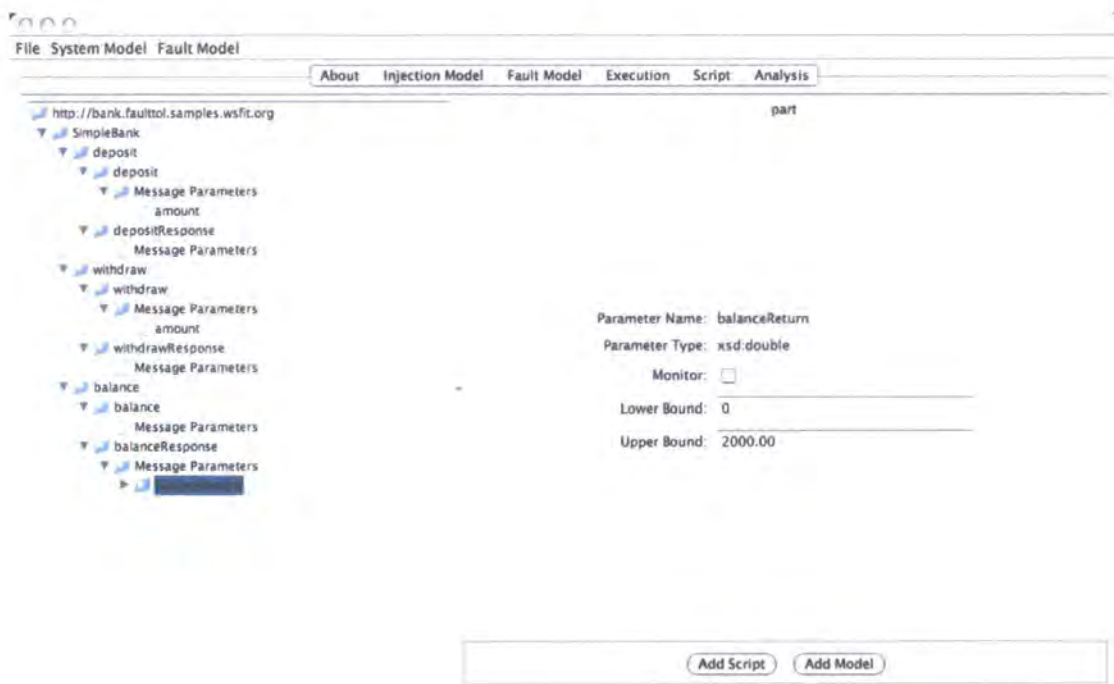 File System Model Fault Model
About Injection Model Fault Model Execution Script Analysis
http://bank.faulttol.samples.wsfit.org
part
SimpleBank
deposit
deposit
Message Parameters
amount
depositResponse
Message Parameters
withdraw
withdraw
Message Parameters
amount
withdrawResponse
Message Parameters
balance
balance
Message Parameters
balanceResponse
Message Parameters
Parameter Name: balanceReturn
Parameter Type: xsd:double
Monitor:
Lower Bound: 0
Upper Bound: 2000.00
Add Script Add Model